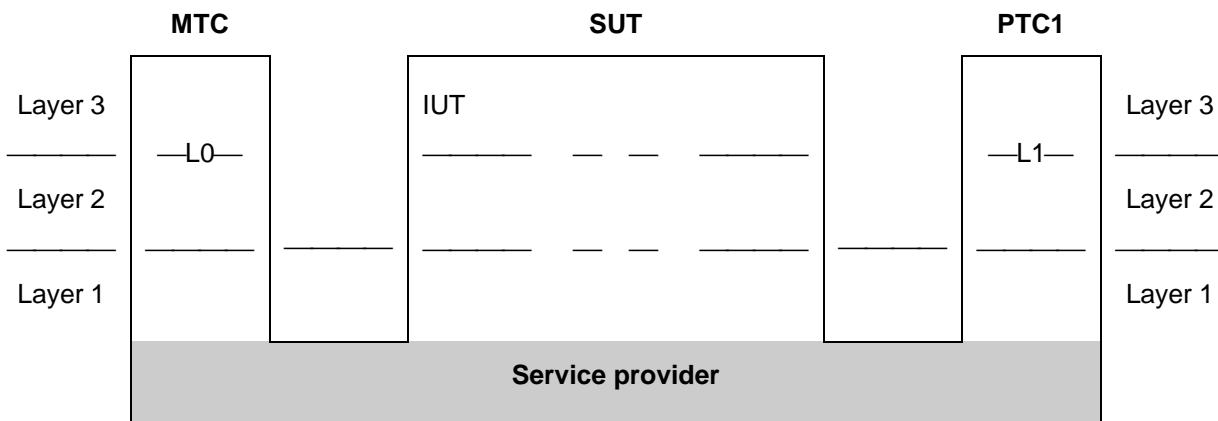 MTC SUT PTC1
Layer 3 IUT Layer 3
L0 L1
Layer 2 Layer 2
Layer 1 Layer 1
Service provider